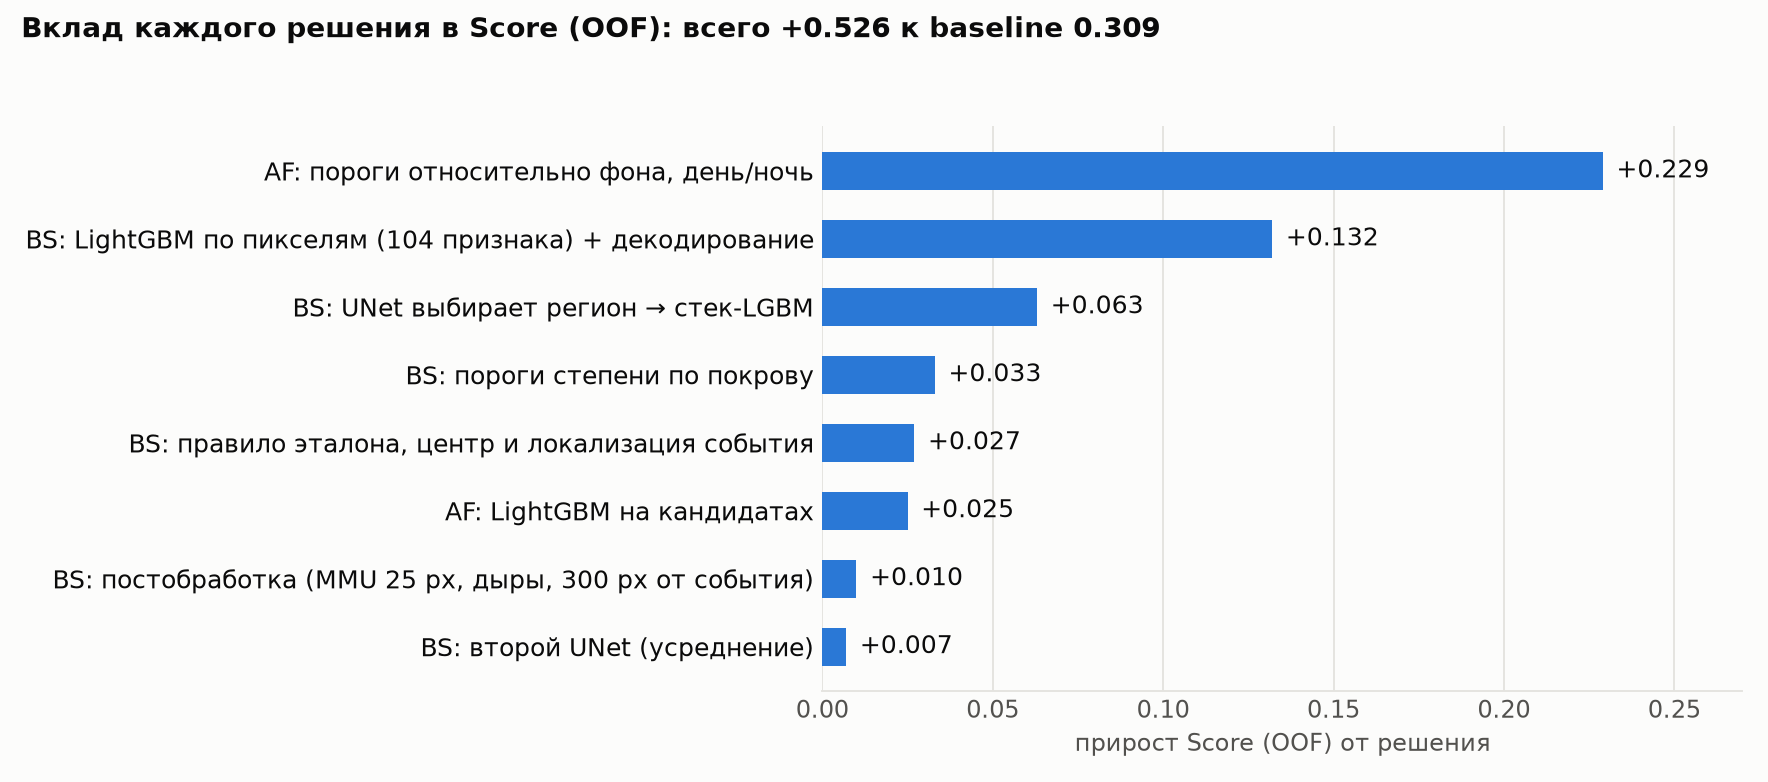 Вклад каждого решения в Score (OOF): всего +0.526 к baseline 0.309
AF: пороги относительно фона, день/ночь +0.229
BS: LightGBM по пикселям (104 признака) + декодирование +0.132
BS: UNet выбирает регион → стек-LGBM +0.063
BS: пороги степени по покрову +0.033
BS: правило эталона, центр и локализация события +0.027
AF: LightGBM на кандидатах +0.025
BS: постобработка (MMU 25 px, дыры, 300 px от события) +0.010
BS: второй UNet (усреднение) +0.007
0.00 0.05 0.10 0.15 0.20 0.25
прирост Score (OOF) от решения